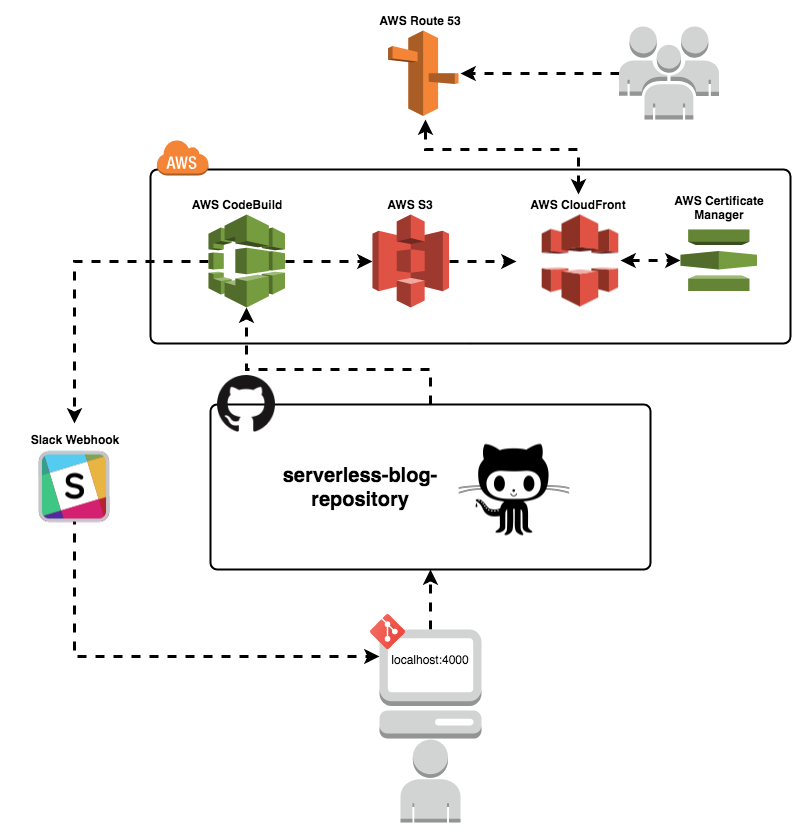 AWS Route 53
AWS
AWS CodeBuild
AWS S3
AWS CloudFront
AWS Certificate
Manager
Slack Webhook
S
serverless-blog-
repository
localhost:4000